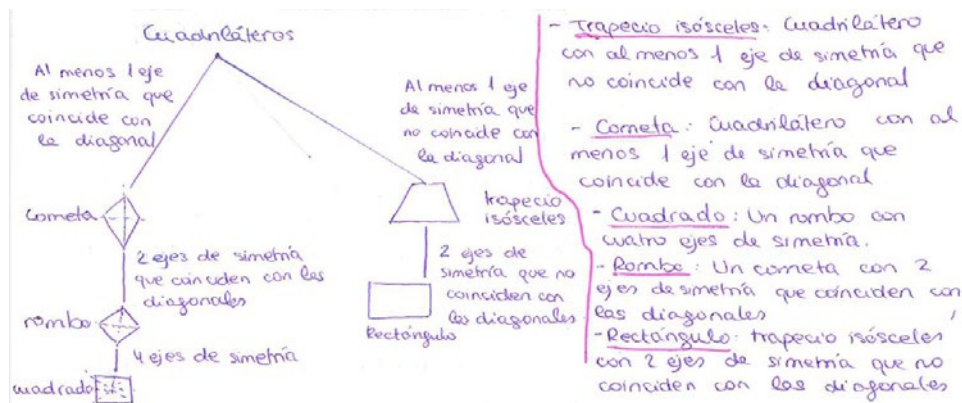 Cuadriláteros
Al menos 1 eje
de simetría que
coincide con
la diagonal
Al menos 1 eje
de simetría que
no coincide con
la diagonal
Cometa
trapecio
isósceles
2 ejes de simetría
que coinciden con las
diagonales
2 ejes de
simetría que no
coinciden con
las diagonales
rombo
Rectángulo
4 ejes de simetría
cuadrado
- Trapecio isósceles: Cuadrilátero
con al menos 1 eje de simetría que
no coincide con la diagonal
- Cometa: Cuadrilátero con al
menos 1 eje de simetría que
coincide con la diagonal
- Cuadrado: Un rombo con
cuatro ejes de simetría.
- Rombo: Un cometa con 2
ejes de simetría que coinciden con
las diagonales
- Rectángulo: trapecio isósceles
con 2 ejes de simetría que no
coinciden con las diagonales